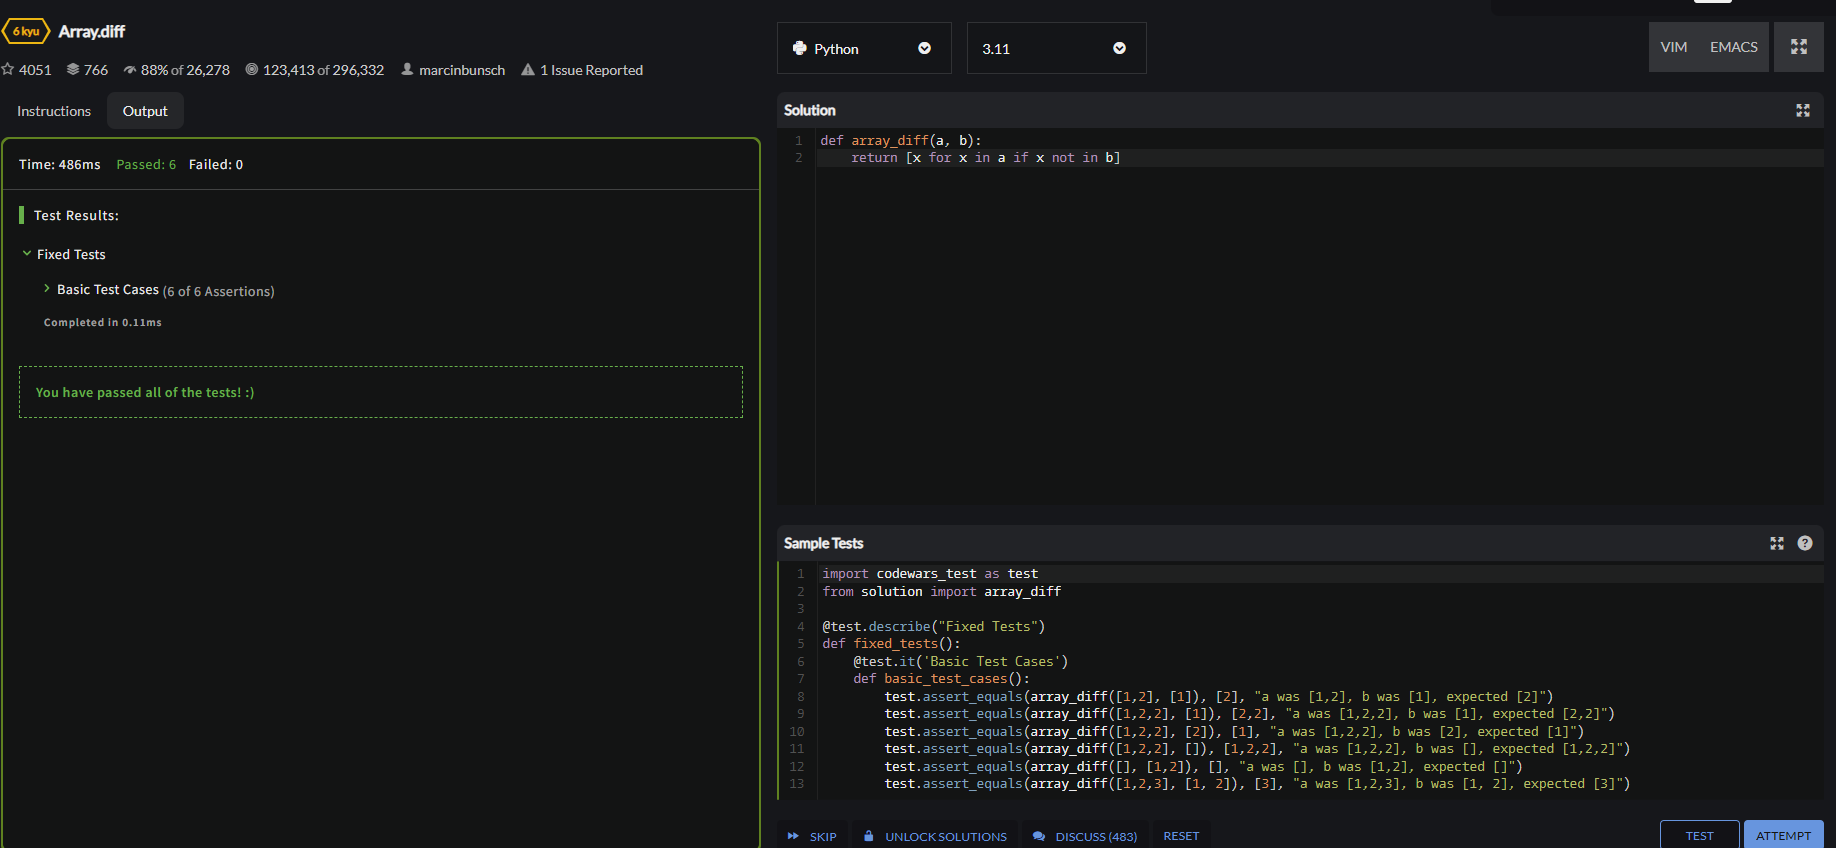 6 kyu Array.diff
4051 766 88% of 26,278 123,413 of 296,332 marcinbunsch 1 Issue Reported
Instructions Output
Time: 486ms Passed: 6 Failed: 0
Test Results:
Fixed Tests
Basic Test Cases (6 of 6 Assertions)
Completed in 0.11ms
You have passed all of the tests! :)
Python 3.11 VIM EMACS
Solution
1 def array_diff(a, b):
2     return [x for x in a if x not in b]
Sample Tests
1 import codewars_test as test
2 from solution import array_diff
3
4 @test.describe("Fixed Tests")
5 def fixed_tests():
6     @test.it('Basic Test Cases')
7     def basic_test_cases():
8         test.assert_equals(array_diff([1,2], [1]), [2], "a was [1,2], b was [1], expected [2]")
9         test.assert_equals(array_diff([1,2,2], [1]), [2,2], "a was [1,2,2], b was [1], expected [2,2]")
10         test.assert_equals(array_diff([1,2,2], [2]), [1], "a was [1,2,2], b was [2], expected [1]")
11         test.assert_equals(array_diff([1,2,2], []), [1,2,2], "a was [1,2,2], b was [], expected [1,2,2]")
12         test.assert_equals(array_diff([], [1,2]), [], "a was [], b was [1,2], expected []")
13         test.assert_equals(array_diff([1,2,3], [1, 2]), [3], "a was [1,2,3], b was [1, 2], expected [3]")
SKIP UNLOCK SOLUTIONS DISCUSS (483) RESET TEST ATTEMPT